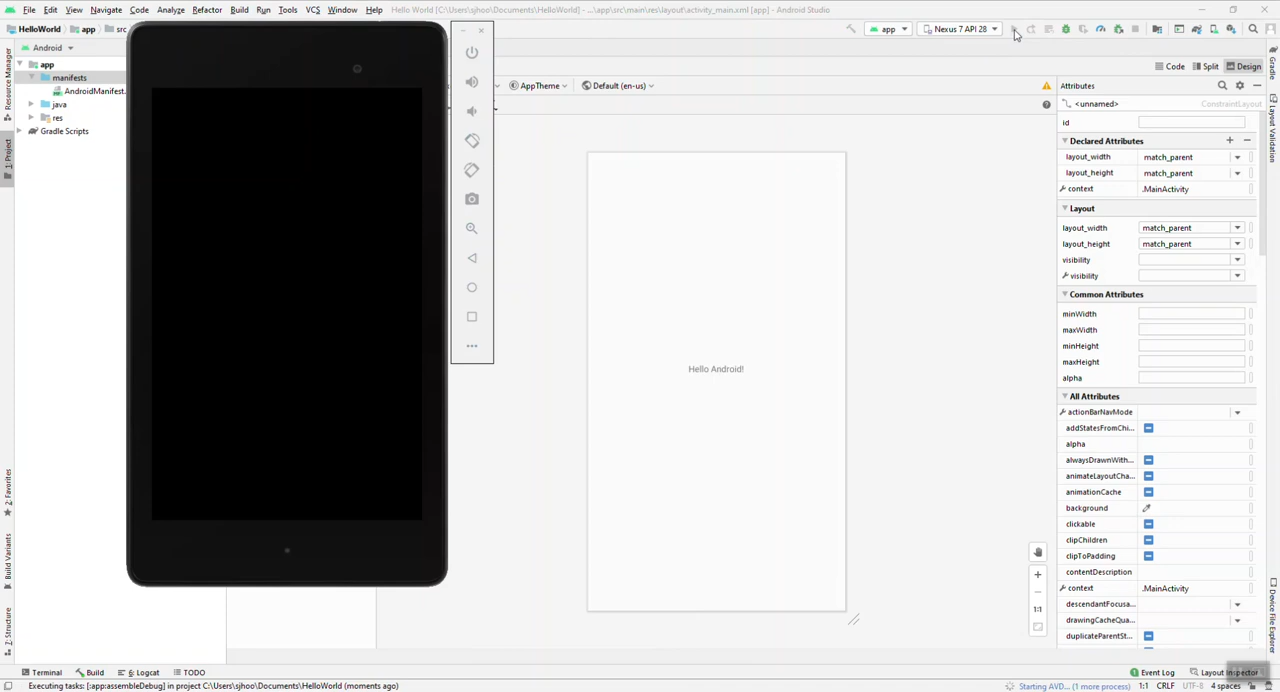 File Edit View Navigate Code Analyze Refactor Build Run Tools VCS Window Help Hello World [C:\Users\sjhoo\Documents\HelloWorld] - ...\app\src\main\res\layout\activity_main.xml [app] - Android Studio
HelloWorld app src app Nexus 7 API 28
Android
Code Split Design
app
manifests
AndroidManifest.
java
res
Gradle Scripts
Resource Manager
1: Project
2: Favorites
Build Variants
7: Structure
AppTheme Default (en-us)
Hello Android!
1:1
Attributes
<unnamed> ConstraintLayout
id
Declared Attributes
layout_width match_parent
layout_height match_parent
context .MainActivity
Layout
layout_width match_parent
layout_height match_parent
visibility
visibility
Common Attributes
minWidth
maxWidth
minHeight
maxHeight
alpha
All Attributes
actionBarNavMode
addStatesFromChi...
alpha
alwaysDrawnWith...
animateLayoutCha...
animationCache
background
clickable
clipChildren
clipToPadding
contentDescription
context .MainActivity
descendantFocusa...
drawingCacheQua...
duplicateParentSt...
Gradle
Layout Validation
Device File Explorer
Terminal Build 6: Logcat TODO Event Log Layout Inspector
Executing tasks: [:app:assembleDebug] in project C:\Users\sjhoo\Documents\HelloWorld (moments ago) Starting AVD... (1 more process) 1:1 CRLF UTF-8 4 spaces